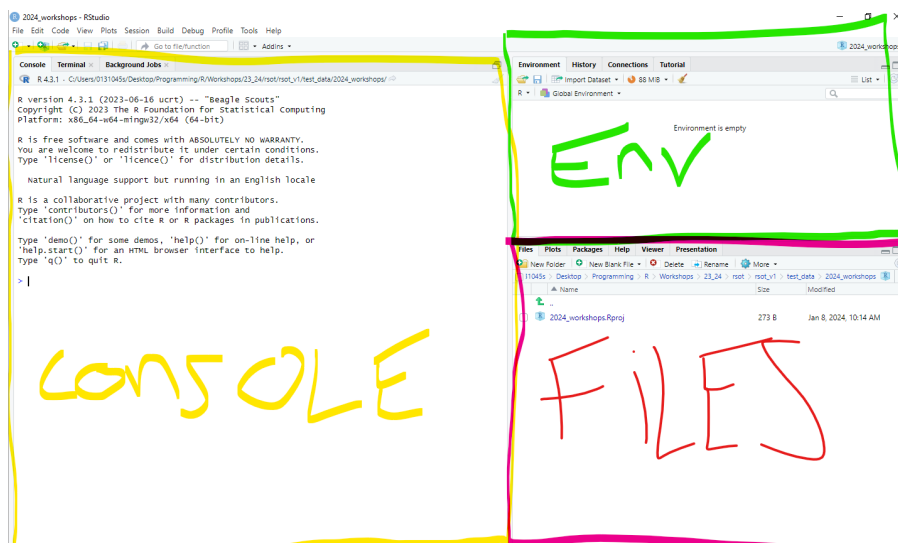 2024_workshops - RStudio
File Edit Code View Plots Session Build Debug Profile Tools Help
Go to file/function Addins
2024_workshops
Console Terminal Background Jobs
R 4.3.1 · C:/Users/0131045s/Desktop/Programming/R/Workshops/23_24/rsot/rsot_v1/test_data/2024_workshops/
R version 4.3.1 (2023-06-16 ucrt) -- "Beagle Scouts"
Copyright (C) 2023 The R Foundation for Statistical Computing
Platform: x86_64-w64-mingw32/x64 (64-bit)
R is free software and comes with ABSOLUTELY NO WARRANTY.
You are welcome to redistribute it under certain conditions.
Type 'license()' or 'licence()' for distribution details.
Natural language support but running in an English locale
R is a collaborative project with many contributors.
Type 'contributors()' for more information and
'citation()' on how to cite R or R packages in publications.
Type 'demo()' for some demos, 'help()' for on-line help, or
'help.start()' for an HTML browser interface to help.
Type 'q()' to quit R.
>
CONSOLE
Environment History Connections Tutorial
Import Dataset 88 MiB List
R Global Environment
Environment is empty
Env
Files Plots Packages Help Viewer Presentation
New Folder New Blank File Delete Rename More
31045s > Desktop > Programming > R > Workshops > 23_24 > rsot > rsot_v1 > test_data > 2024_workshops
Name Size Modified
..
2024_workshops.Rproj 273 B Jan 8, 2024, 10:14 AM
FiLES